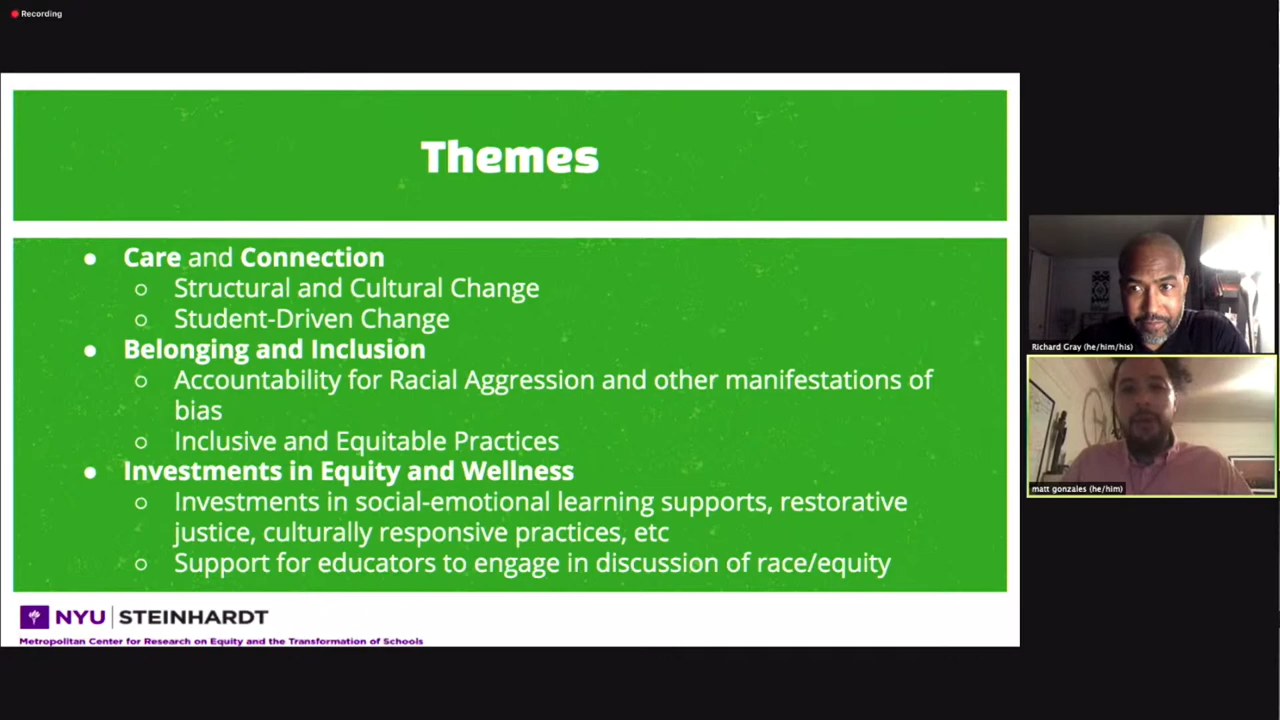 Recording
Themes
● Care and Connection
○ Structural and Cultural Change
○ Student-Driven Change
● Belonging and Inclusion
○ Accountability for Racial Aggression and other manifestations of
bias
○ Inclusive and Equitable Practices
● Investments in Equity and Wellness
○ Investments in social-emotional learning supports, restorative
justice, culturally responsive practices, etc
○ Support for educators to engage in discussion of race/equity
NYU | STEINHARDT
Metropolitan Center for Research on Equity and the Transformation of Schools
Richard Gray (he/him/his)
matt gonzales (he/him)